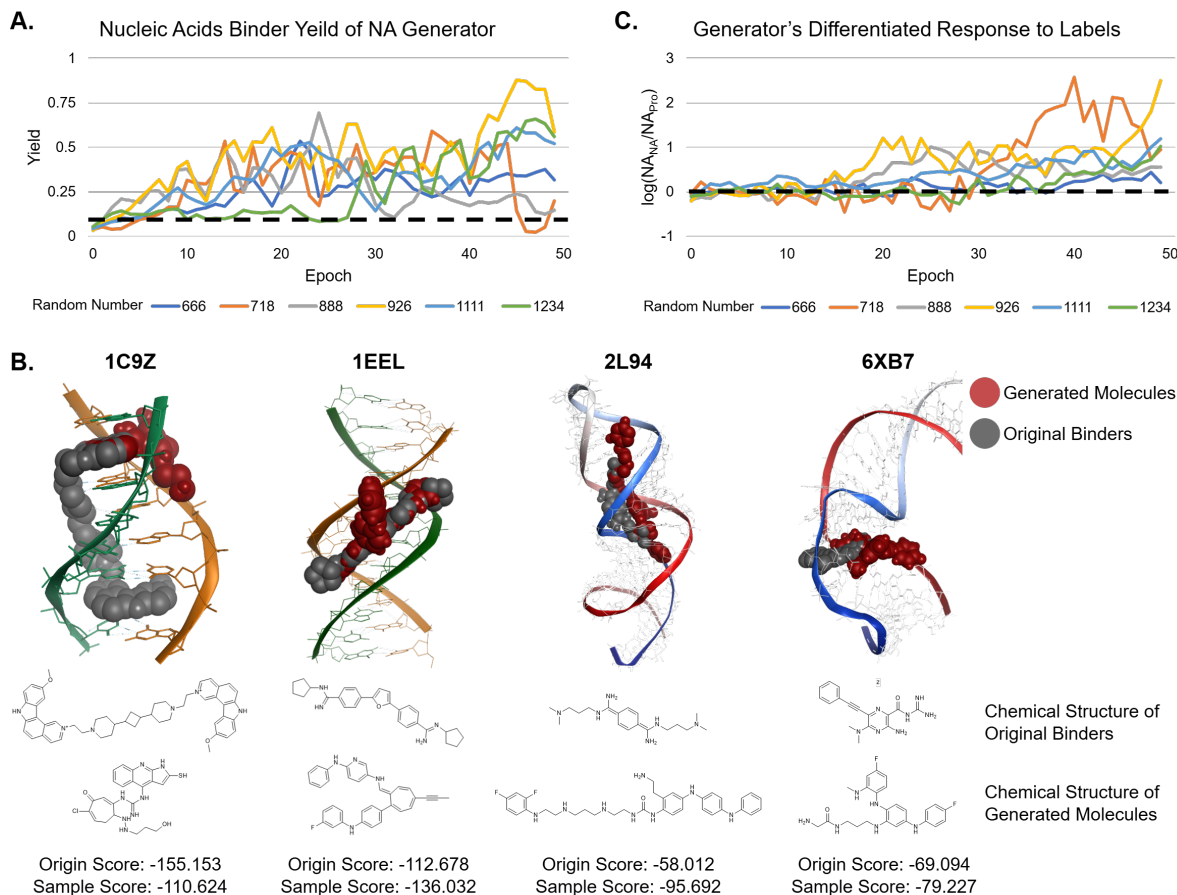 A.
Nucleic Acids Binder Yeild of NA Generator
1
0.75
0.5
0.25
0
Yield
0 10 20 30 40 50
Epoch
Random Number 666 718 888 926 1111 1234
C.
Generator's Differentiated Response to Labels
3
2
1
0
-1
log(NA_NA/NA_Pro)
0 10 20 30 40 50
Epoch
Random Number 666 718 888 926 1111 1234
B.
1C9Z 1EEL 2L94 6XB7
Generated Molecules
Original Binders
Chemical Structure of
Original Binders
Chemical Structure of
Generated Molecules
Origin Score: -155.153
Sample Score: -110.624
Origin Score: -112.678
Sample Score: -136.032
Origin Score: -58.012
Sample Score: -95.692
Origin Score: -69.094
Sample Score: -79.227